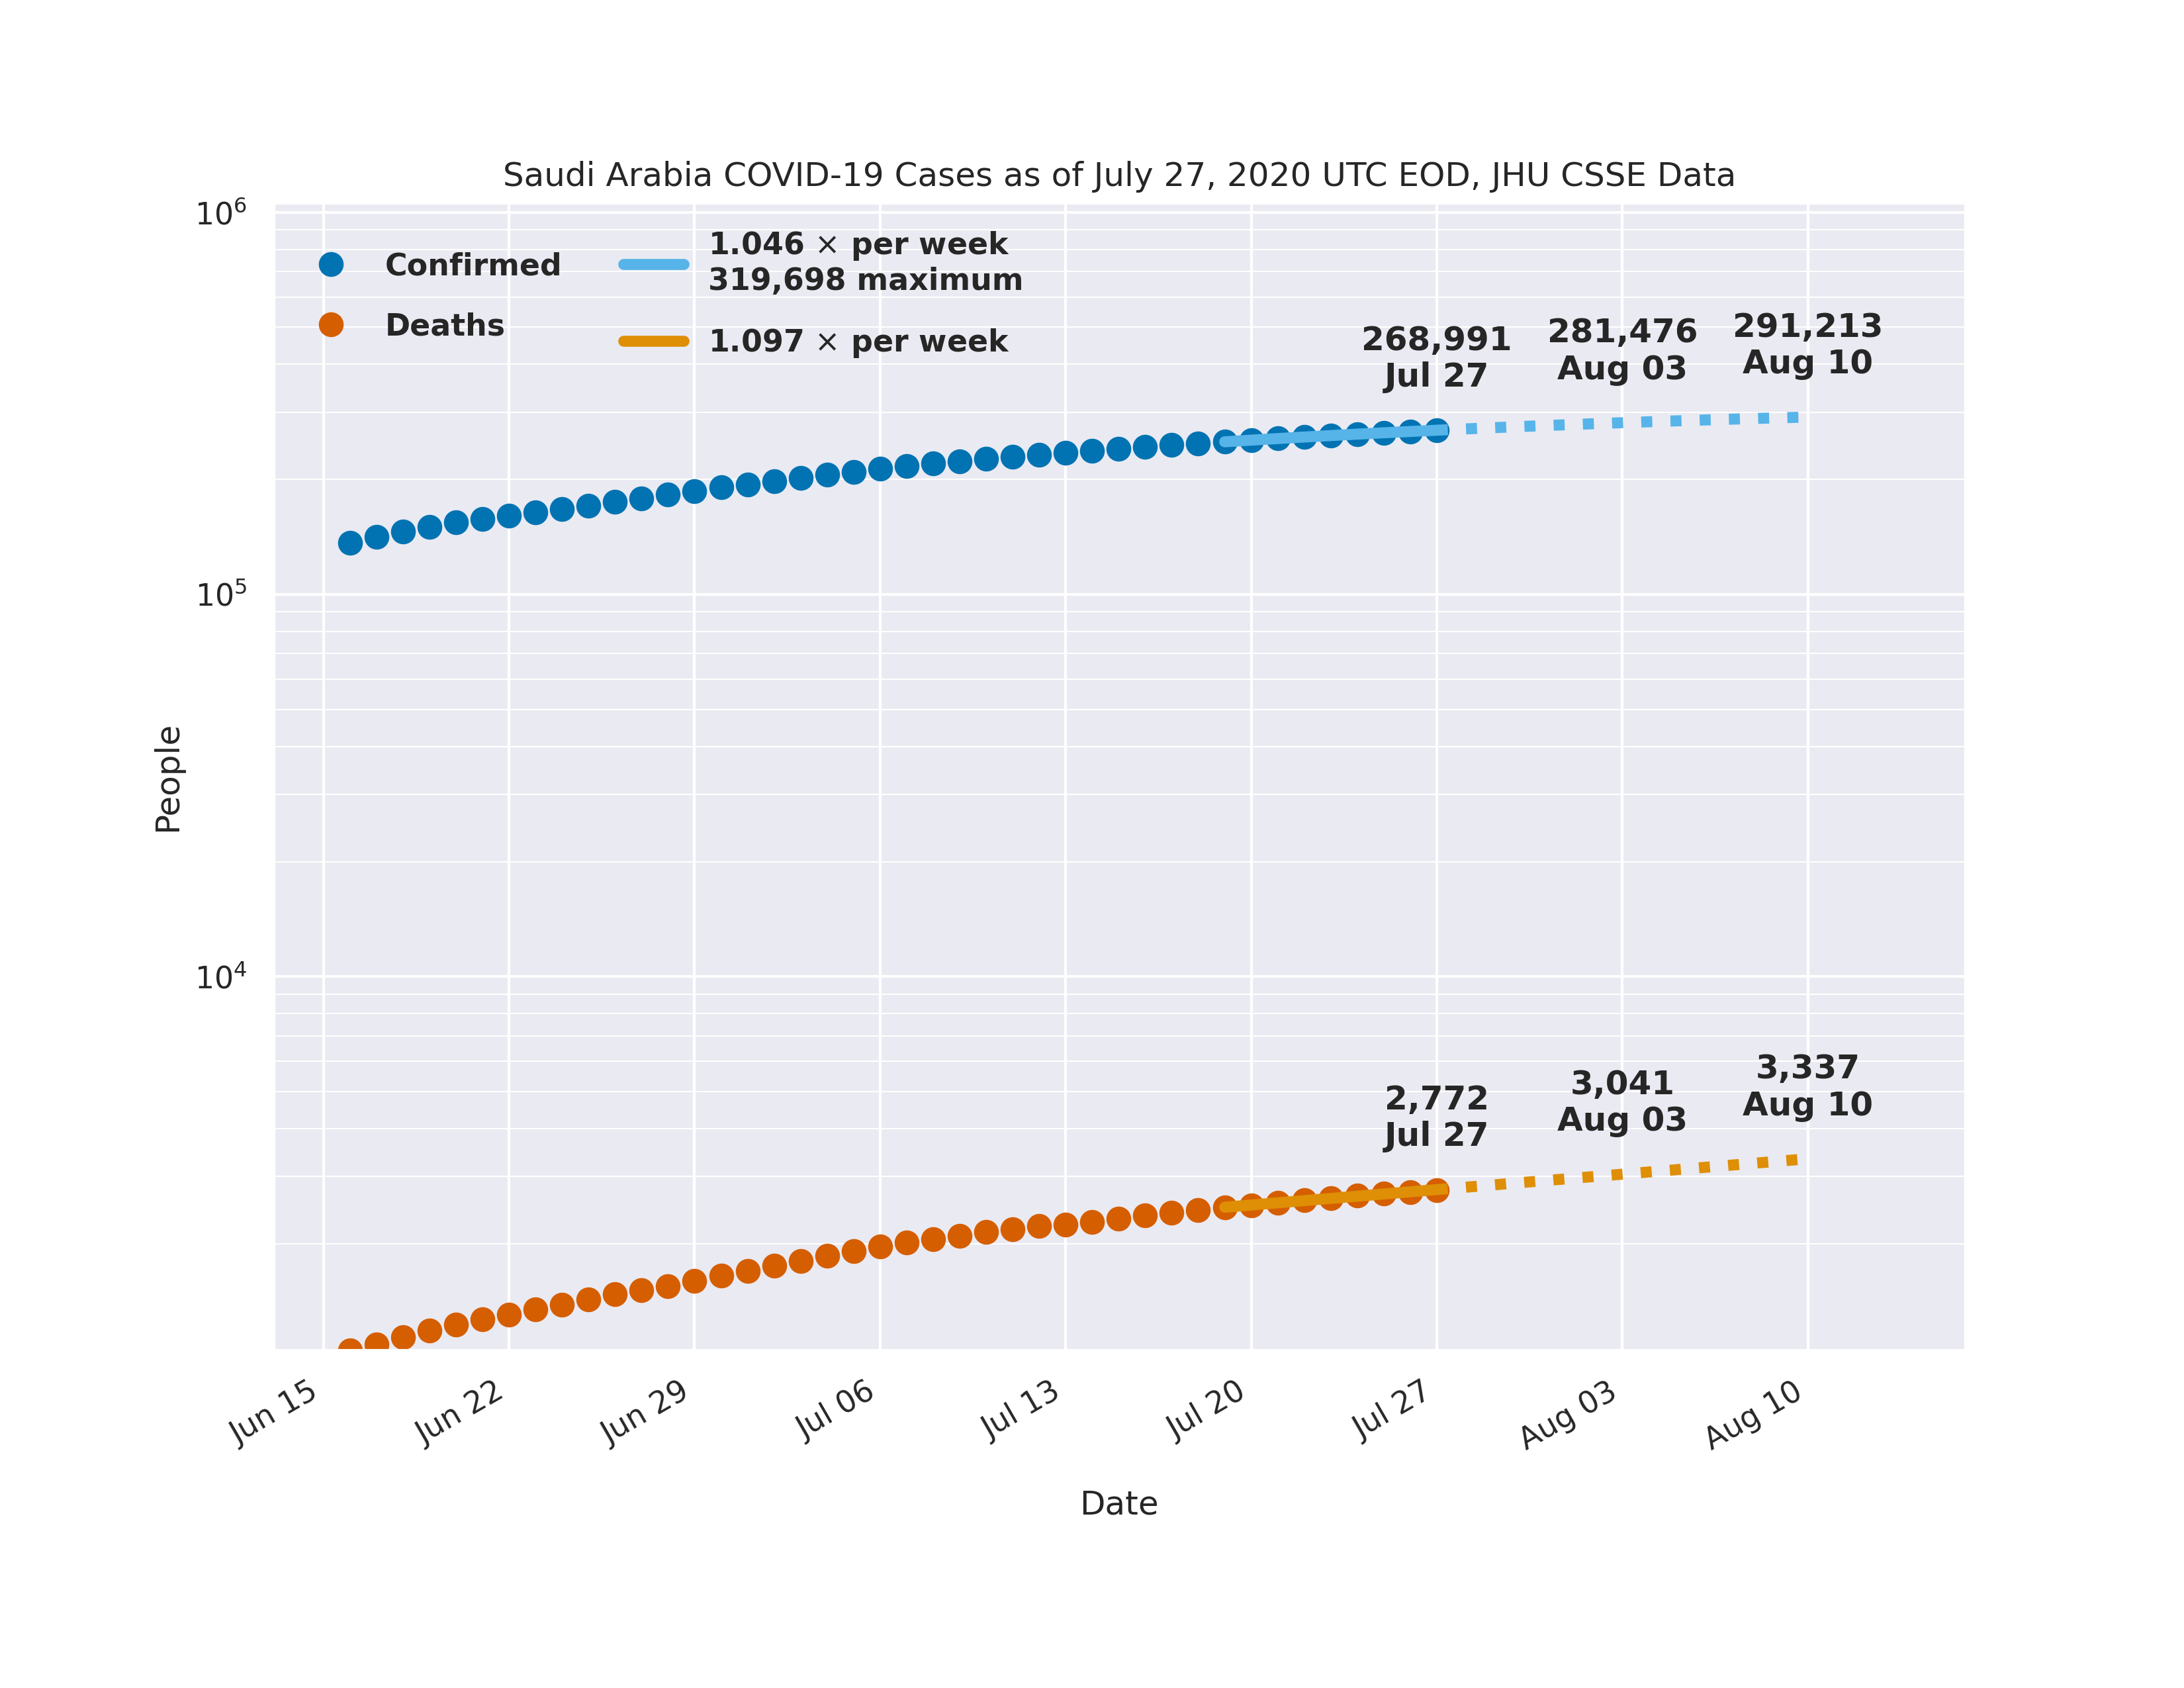 Saudi Arabia COVID-19 Cases as of July 27, 2020 UTC EOD, JHU CSSE Data
10⁶
10⁵
10⁴
People
Confirmed
Deaths
1.046 × per week
319,698 maximum
1.097 × per week
268,991
Jul 27
281,476
Aug 03
291,213
Aug 10
2,772
Jul 27
3,041
Aug 03
3,337
Aug 10
Jun 15
Jun 22
Jun 29
Jul 06
Jul 13
Jul 20
Jul 27
Aug 03
Aug 10
Date